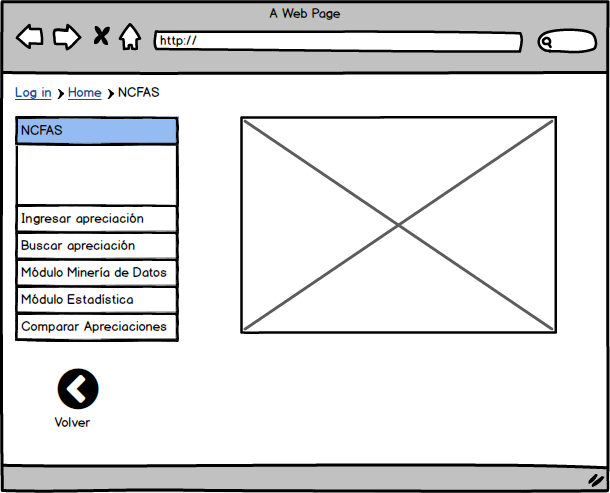 A Web Page
http://
Log in Home NCFAS
NCFAS
Ingresar apreciación
Buscar apreciación
Módulo Minería de Datos
Módulo Estadística
Comparar Apreciaciones
Volver